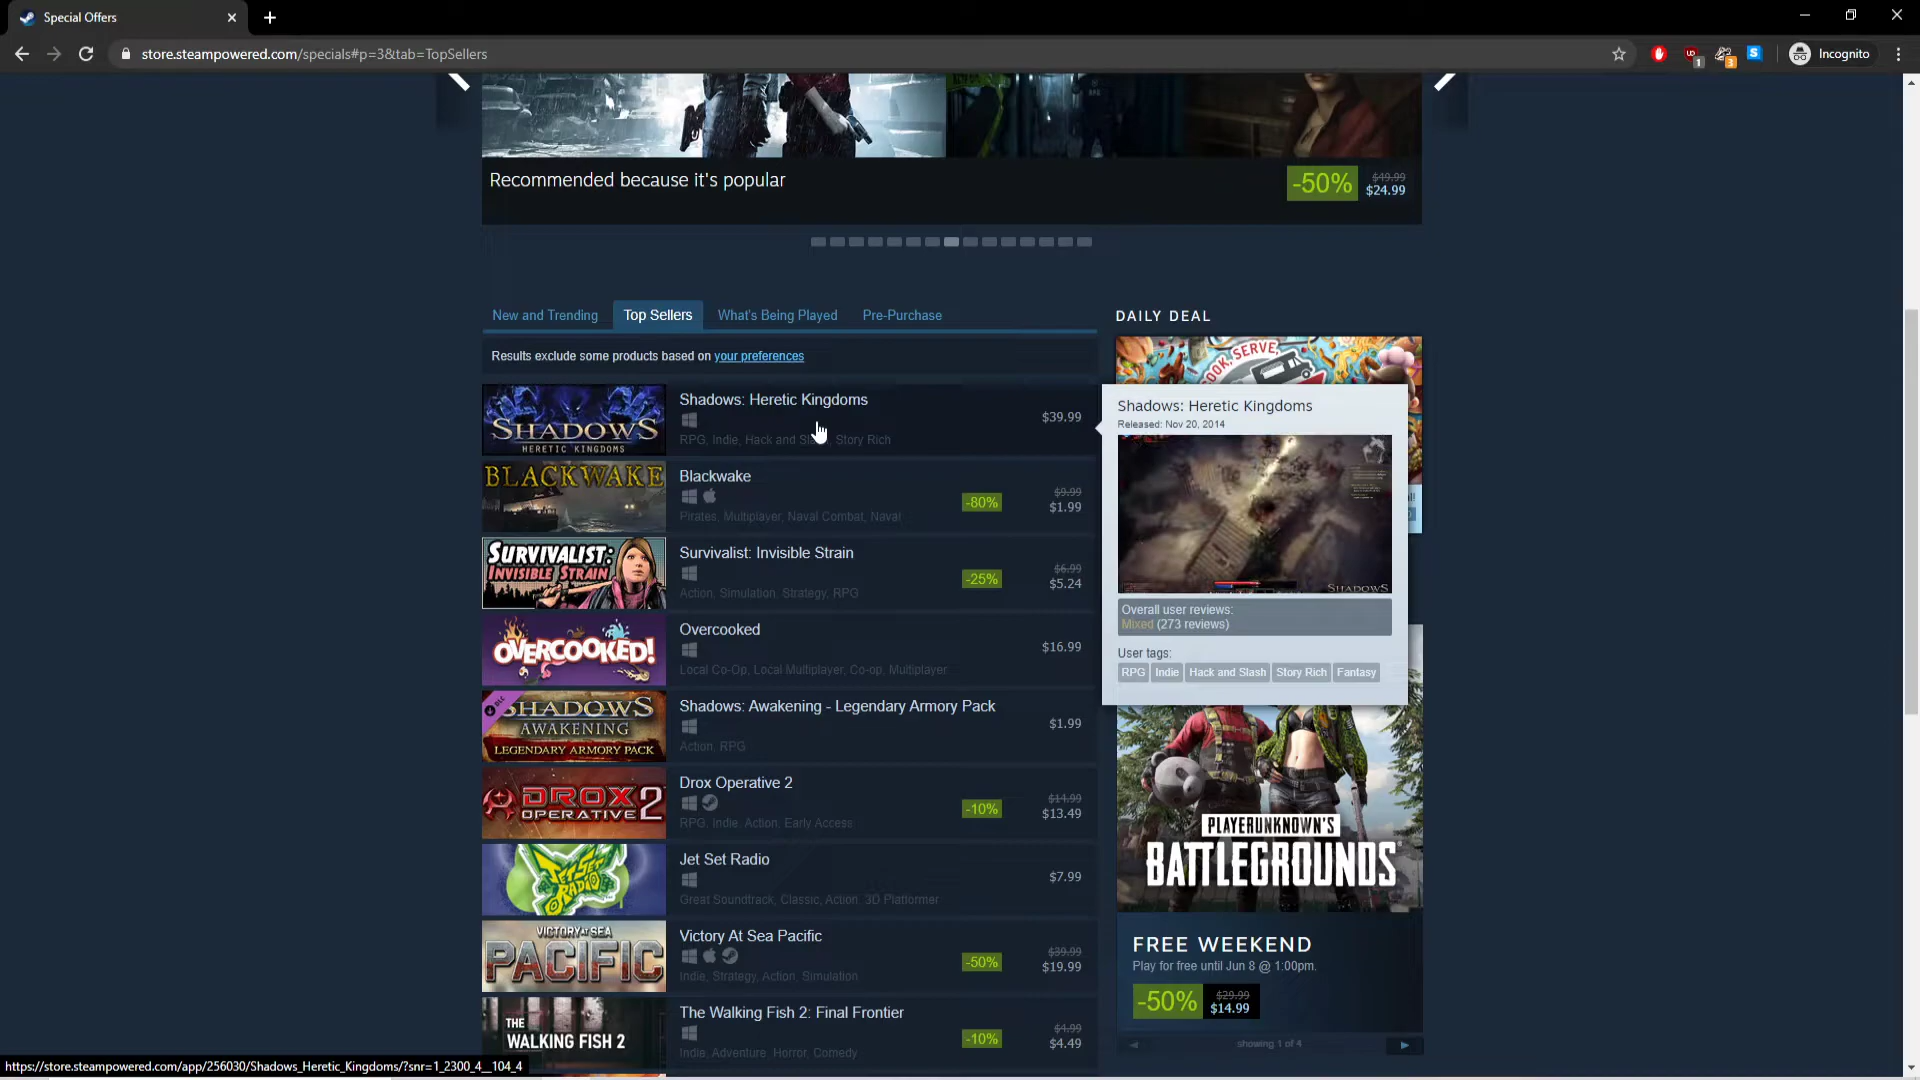 Special Offers
store.steampowered.com/specials#p=3&tab=TopSellers
1
3
Incognito
Recommended because it's popular
-50%
$49.99
$24.99
New and Trending
Top Sellers
What's Being Played
Pre-Purchase
Results exclude some products based on your preferences
SHADOWS
HERETIC KINGDOMS
Shadows: Heretic Kingdoms
RPG, Indie, Hack and Slash, Story Rich
$39.99
BLACKWAKE
Blackwake
Pirates, Multiplayer, Naval Combat, Naval
-80%
$9.99
$1.99
SURVIVALIST:
INVISIBLE STRAIN
Survivalist: Invisible Strain
Action, Simulation, Strategy, RPG
-25%
$6.99
$5.24
OVERCOOKED!
Overcooked
Local Co-Op, Local Multiplayer, Co-op, Multiplayer
$16.99
DLC
SHADOWS
AWAKENING
LEGENDARY ARMORY PACK
Shadows: Awakening - Legendary Armory Pack
Action, RPG
$1.99
DROX
OPERATIVE 2
Drox Operative 2
RPG, Indie, Action, Early Access
-10%
$14.99
$13.49
JET SET
RADIO
Jet Set Radio
Great Soundtrack, Classic, Action, 3D Platformer
$7.99
VICTORY AT SEA
PACIFIC
Victory At Sea Pacific
Indie, Strategy, Action, Simulation
-50%
$39.99
$19.99
THE
WALKING FISH 2
The Walking Fish 2: Final Frontier
Indie, Adventure, Horror, Comedy
-10%
$4.99
$4.49
DAILY DEAL
COOK, SERVE,
Shadows: Heretic Kingdoms
Released: Nov 20, 2014
SHADOWS
Overall user reviews:
Mixed (273 reviews)
User tags:
RPG
Indie
Hack and Slash
Story Rich
Fantasy
PLAYERUNKNOWN'S
BATTLEGROUNDS
FREE WEEKEND
Play for free until Jun 8 @ 1:00pm.
-50%
$29.99
$14.99
showing 1 of 4
https://store.steampowered.com/app/256030/Shadows_Heretic_Kingdoms/?snr=1_2300_4__104_4